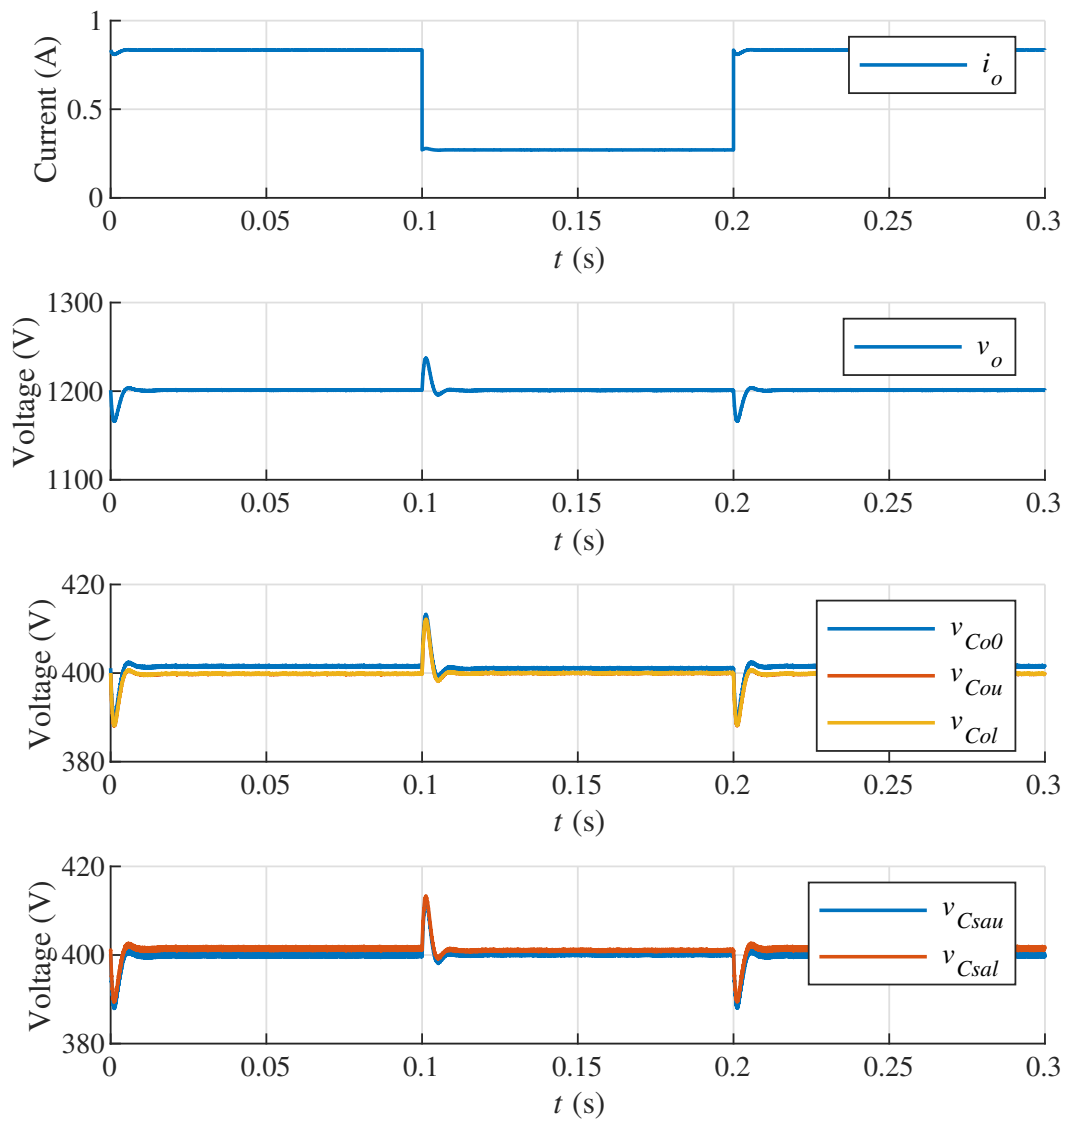 Current (A)
1
0.5
0
0 0.05 0.1 0.15 0.2 0.25 0.3
t (s)
i_o
Voltage (V)
1300
1200
1100
0 0.05 0.1 0.15 0.2 0.25 0.3
t (s)
v_o
Voltage (V)
420
400
380
0 0.05 0.1 0.15 0.2 0.25 0.3
t (s)
v_Co0
v_Cou
v_Col
Voltage (V)
420
400
380
0 0.05 0.1 0.15 0.2 0.25 0.3
t (s)
v_Csau
v_Csal